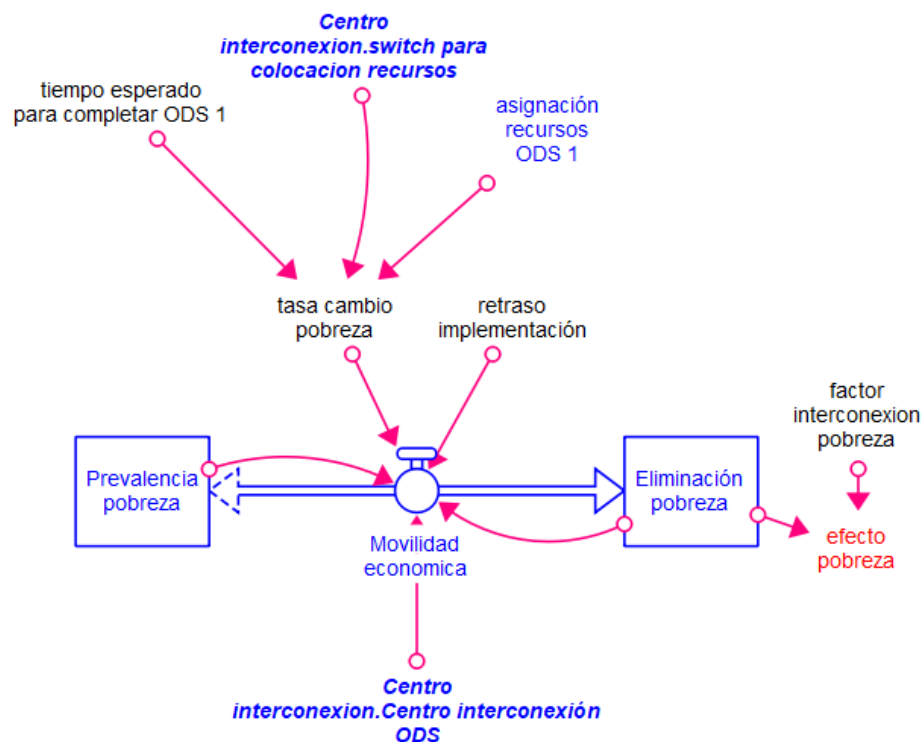 Centro
interconexion.switch para
colocacion recursos
tiempo esperado
para completar ODS 1
asignación
recursos
ODS 1
tasa cambio
pobreza
retraso
implementación
factor
interconexion
pobreza
Prevalencia
pobreza
Eliminación
pobreza
efecto
pobreza
Movilidad
economica
Centro
interconexion.Centro interconexión
ODS